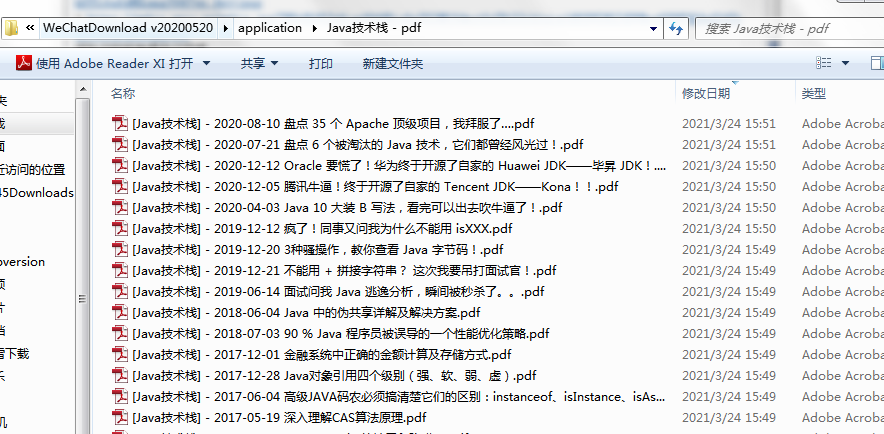 « WeChatDownload v20200520 ▸ application ▸ Java技术栈 - pdf
搜索 Java技术栈 - pdf
使用 Adobe Reader XI 打开 共享 打印 新建文件夹
名称 修改日期 类型
[Java技术栈] - 2020-08-10 盘点 35 个 Apache 顶级项目，我拜服了....pdf 2021/3/24 15:51 Adobe Acroba
[Java技术栈] - 2020-07-21 盘点 6 个被淘汰的 Java 技术，它们都曾经风光过！.pdf 2021/3/24 15:51 Adobe Acroba
[Java技术栈] - 2020-12-12 Oracle 要慌了！华为终于开源了自家的 Huawei JDK——毕昇 JDK！.... 2021/3/24 15:50 Adobe Acroba
近访问的位置
[Java技术栈] - 2020-12-05 腾讯牛逼！终于开源了自家的 Tencent JDK——Kona！！.pdf 2021/3/24 15:50 Adobe Acroba
45Downloads
[Java技术栈] - 2020-04-03 Java 10 大装 B 写法，看完可以出去吹牛逼了！.pdf 2021/3/24 15:50 Adobe Acroba
[Java技术栈] - 2019-12-12 疯了！同事又问我为什么不能用 isXXX.pdf 2021/3/24 15:50 Adobe Acroba
[Java技术栈] - 2019-12-20 3种骚操作，教你查看 Java 字节码！.pdf 2021/3/24 15:49 Adobe Acroba
version
[Java技术栈] - 2019-12-21 不能用 + 拼接字符串？ 这次我要吊打面试官！.pdf 2021/3/24 15:49 Adobe Acroba
[Java技术栈] - 2019-06-14 面试问我 Java 逃逸分析，瞬间被秒杀了。。.pdf 2021/3/24 15:49 Adobe Acroba
[Java技术栈] - 2018-06-04 Java 中的伪共享详解及解决方案.pdf 2021/3/24 15:49 Adobe Acroba
[Java技术栈] - 2018-07-03 90 % Java 程序员被误导的一个性能优化策略.pdf 2021/3/24 15:49 Adobe Acroba
雷下载
[Java技术栈] - 2017-12-01 金融系统中正确的金额计算及存储方式.pdf 2021/3/24 15:49 Adobe Acroba
[Java技术栈] - 2017-12-28 Java对象引用四个级别（强、软、弱、虚）.pdf 2021/3/24 15:49 Adobe Acroba
[Java技术栈] - 2017-06-04 高级JAVA码农必须搞清楚它们的区别：instanceof、isInstance、isAs... 2021/3/24 15:49 Adobe Acroba
[Java技术栈] - 2017-05-19 深入理解CAS算法原理.pdf 2021/3/24 15:49 Adobe Acroba